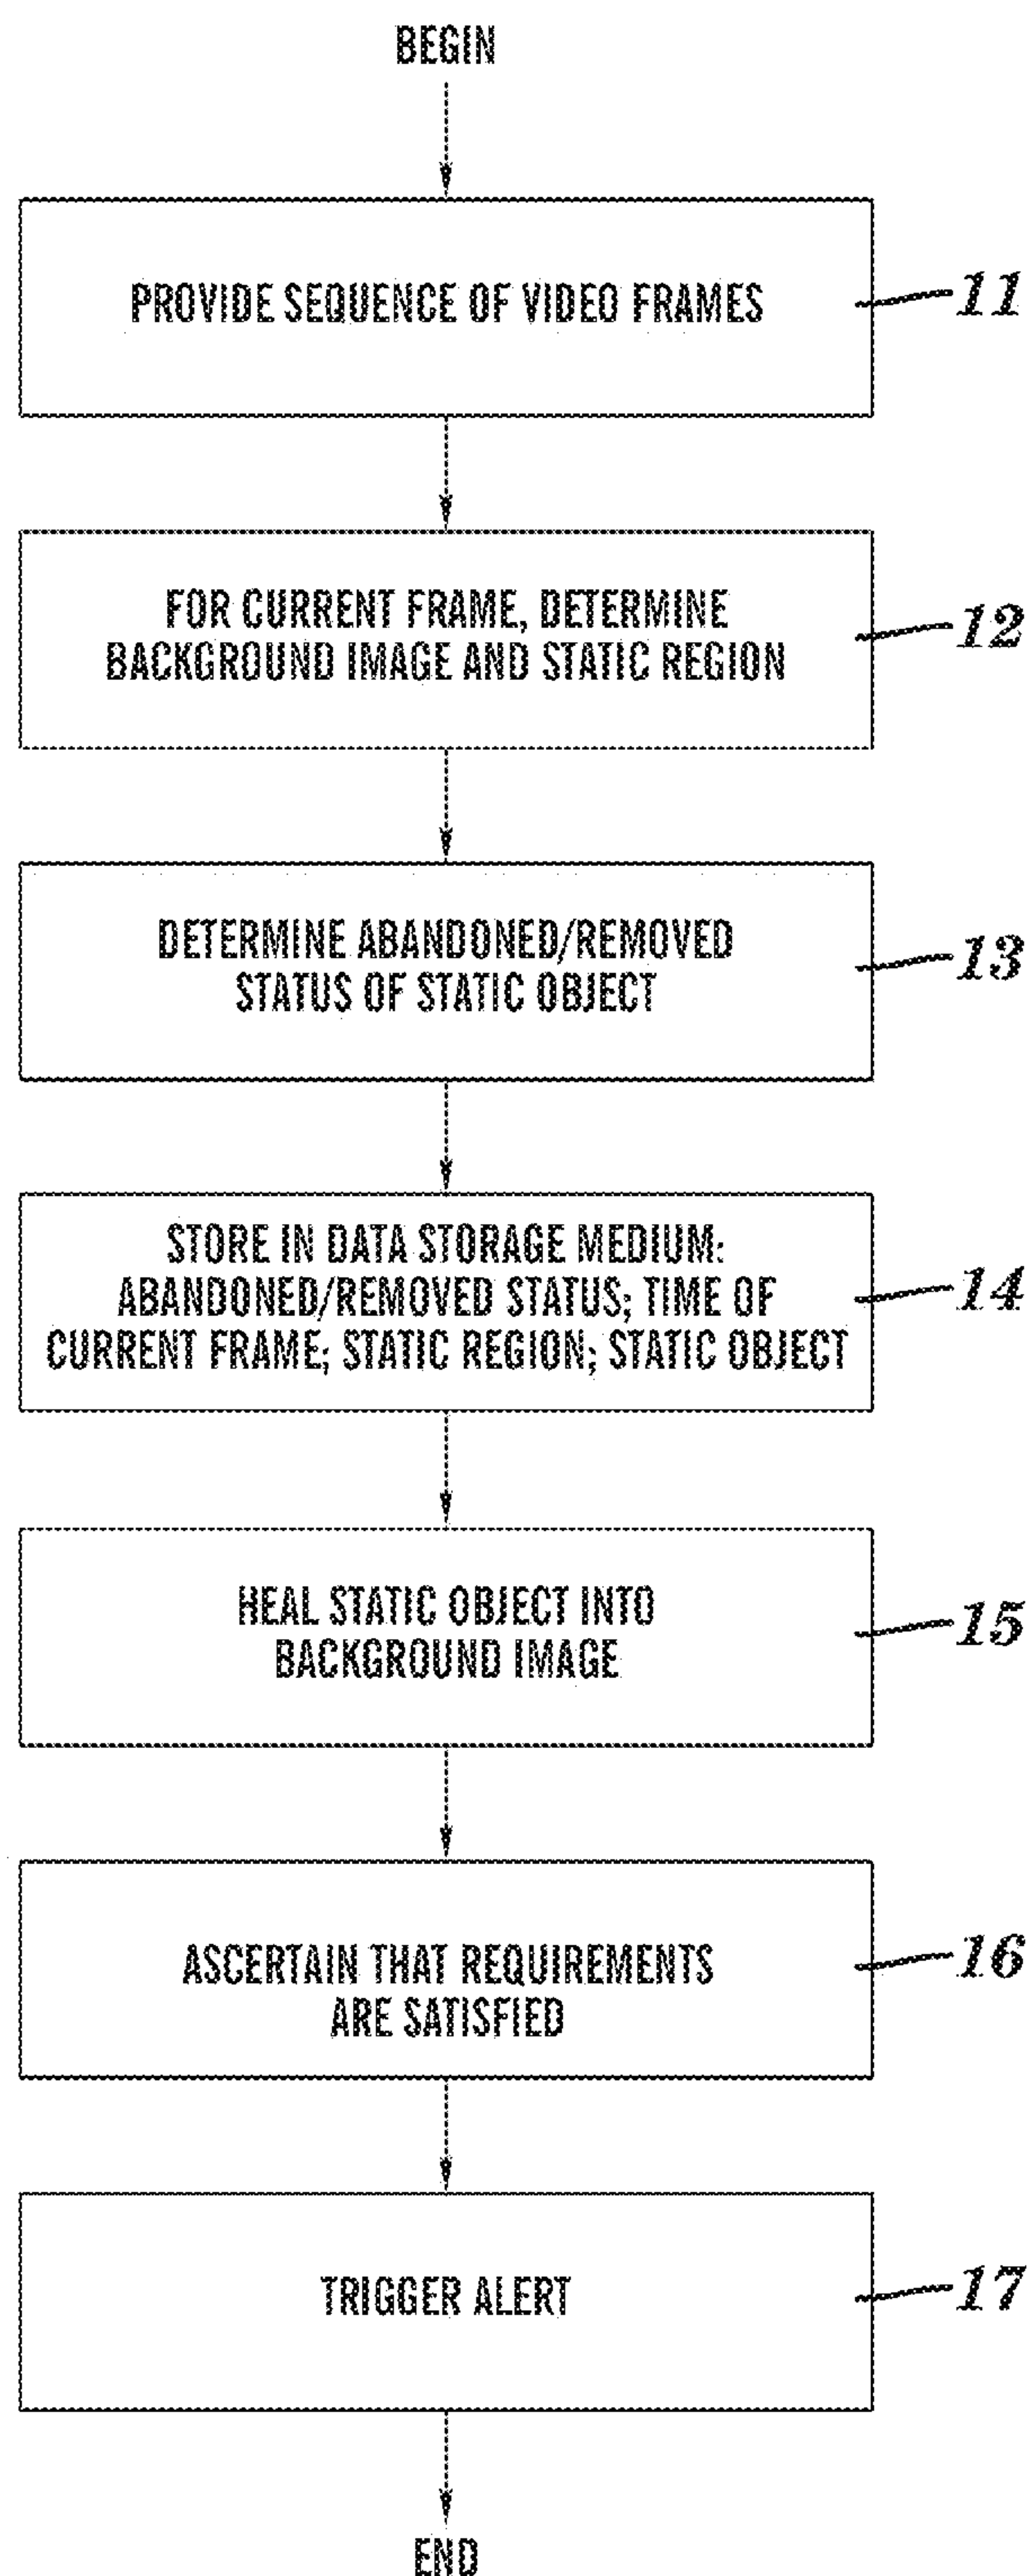 BEGIN
PROVIDE SEQUENCE OF VIDEO FRAMES
11
FOR CURRENT FRAME, DETERMINE
BACKGROUND IMAGE AND STATIC REGION
12
DETERMINE ABANDONED/REMOVED
STATUS OF STATIC OBJECT
13
STORE IN DATA STORAGE MEDIUM:
ABANDONED/REMOVED STATUS; TIME OF
CURRENT FRAME; STATIC REGION; STATIC OBJECT
14
HEAL STATIC OBJECT INTO
BACKGROUND IMAGE
15
ASCERTAIN THAT REQUIREMENTS
ARE SATISFIED
16
TRIGGER ALERT
17
END